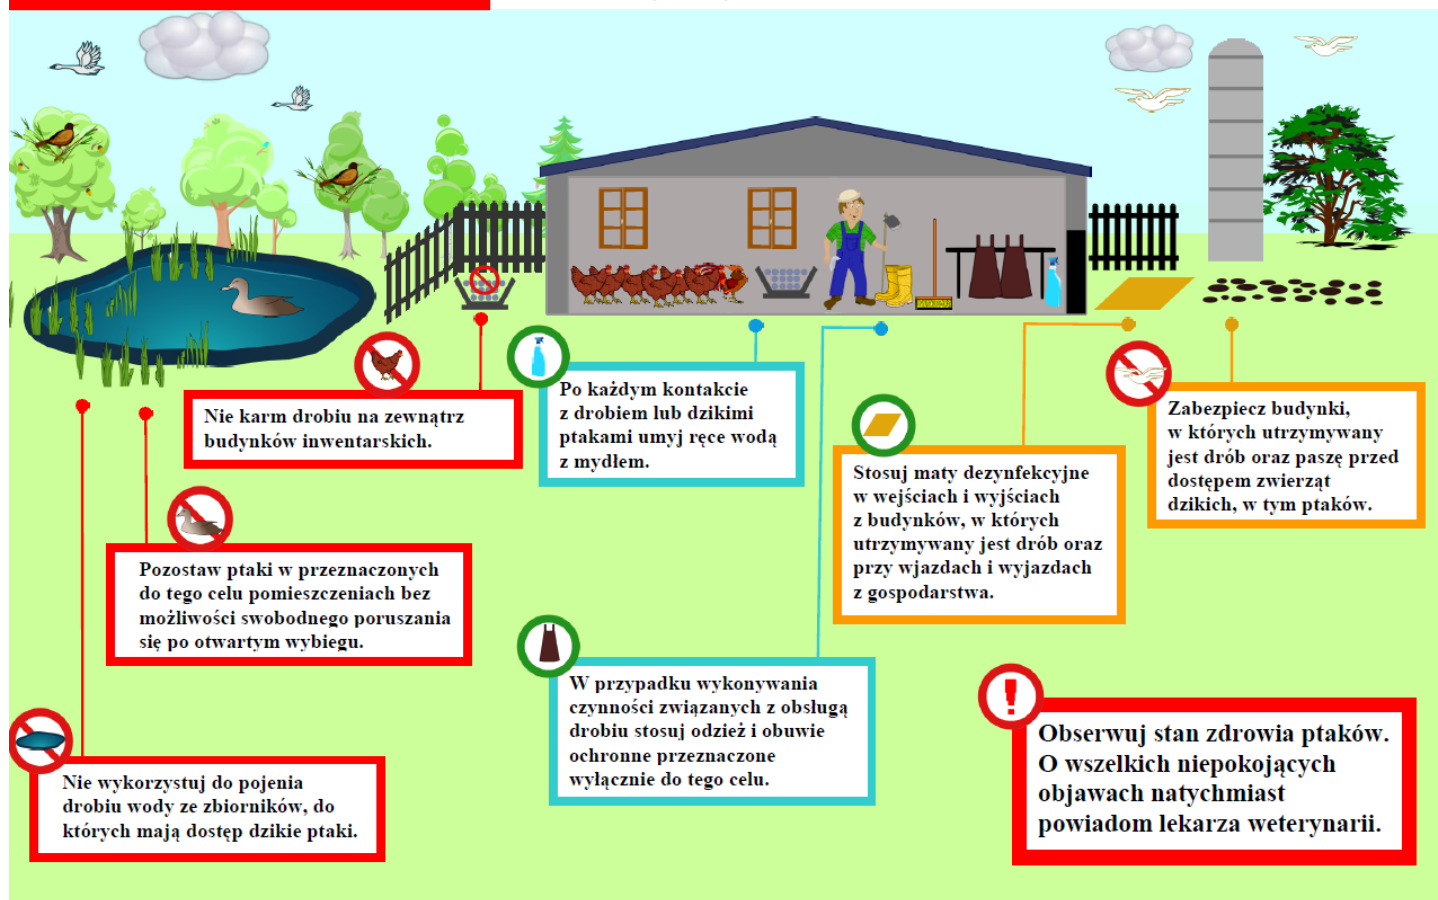 Nie karm drobiu na zewnątrz
budynków inwentarskich.
Po każdym kontakcie
z drobiem lub dzikimi
ptakami umyj ręce wodą
z mydłem.
Zabezpiecz budynki,
w których utrzymywany
jest drób oraz paszę przed
dostępem zwierząt
dzikich, w tym ptaków.
Stosuj maty dezynfekcyjne
w wejściach i wyjściach
z budynków, w których
utrzymywany jest drób oraz
przy wjazdach i wyjazdach
z gospodarstwa.
Pozostaw ptaki w przeznaczonych
do tego celu pomieszczeniach bez
możliwości swobodnego poruszania
się po otwartym wybiegu.
W przypadku wykonywania
czynności związanych z obsługą
drobiu stosuj odzież i obuwie
ochronne przeznaczone
wyłącznie do tego celu.
Nie wykorzystuj do pojenia
drobiu wody ze zbiorników, do
których mają dostęp dzikie ptaki.
Obserwuj stan zdrowia ptaków.
O wszelkich niepokojących
objawach natychmiast
powiadom lekarza weterynarii.